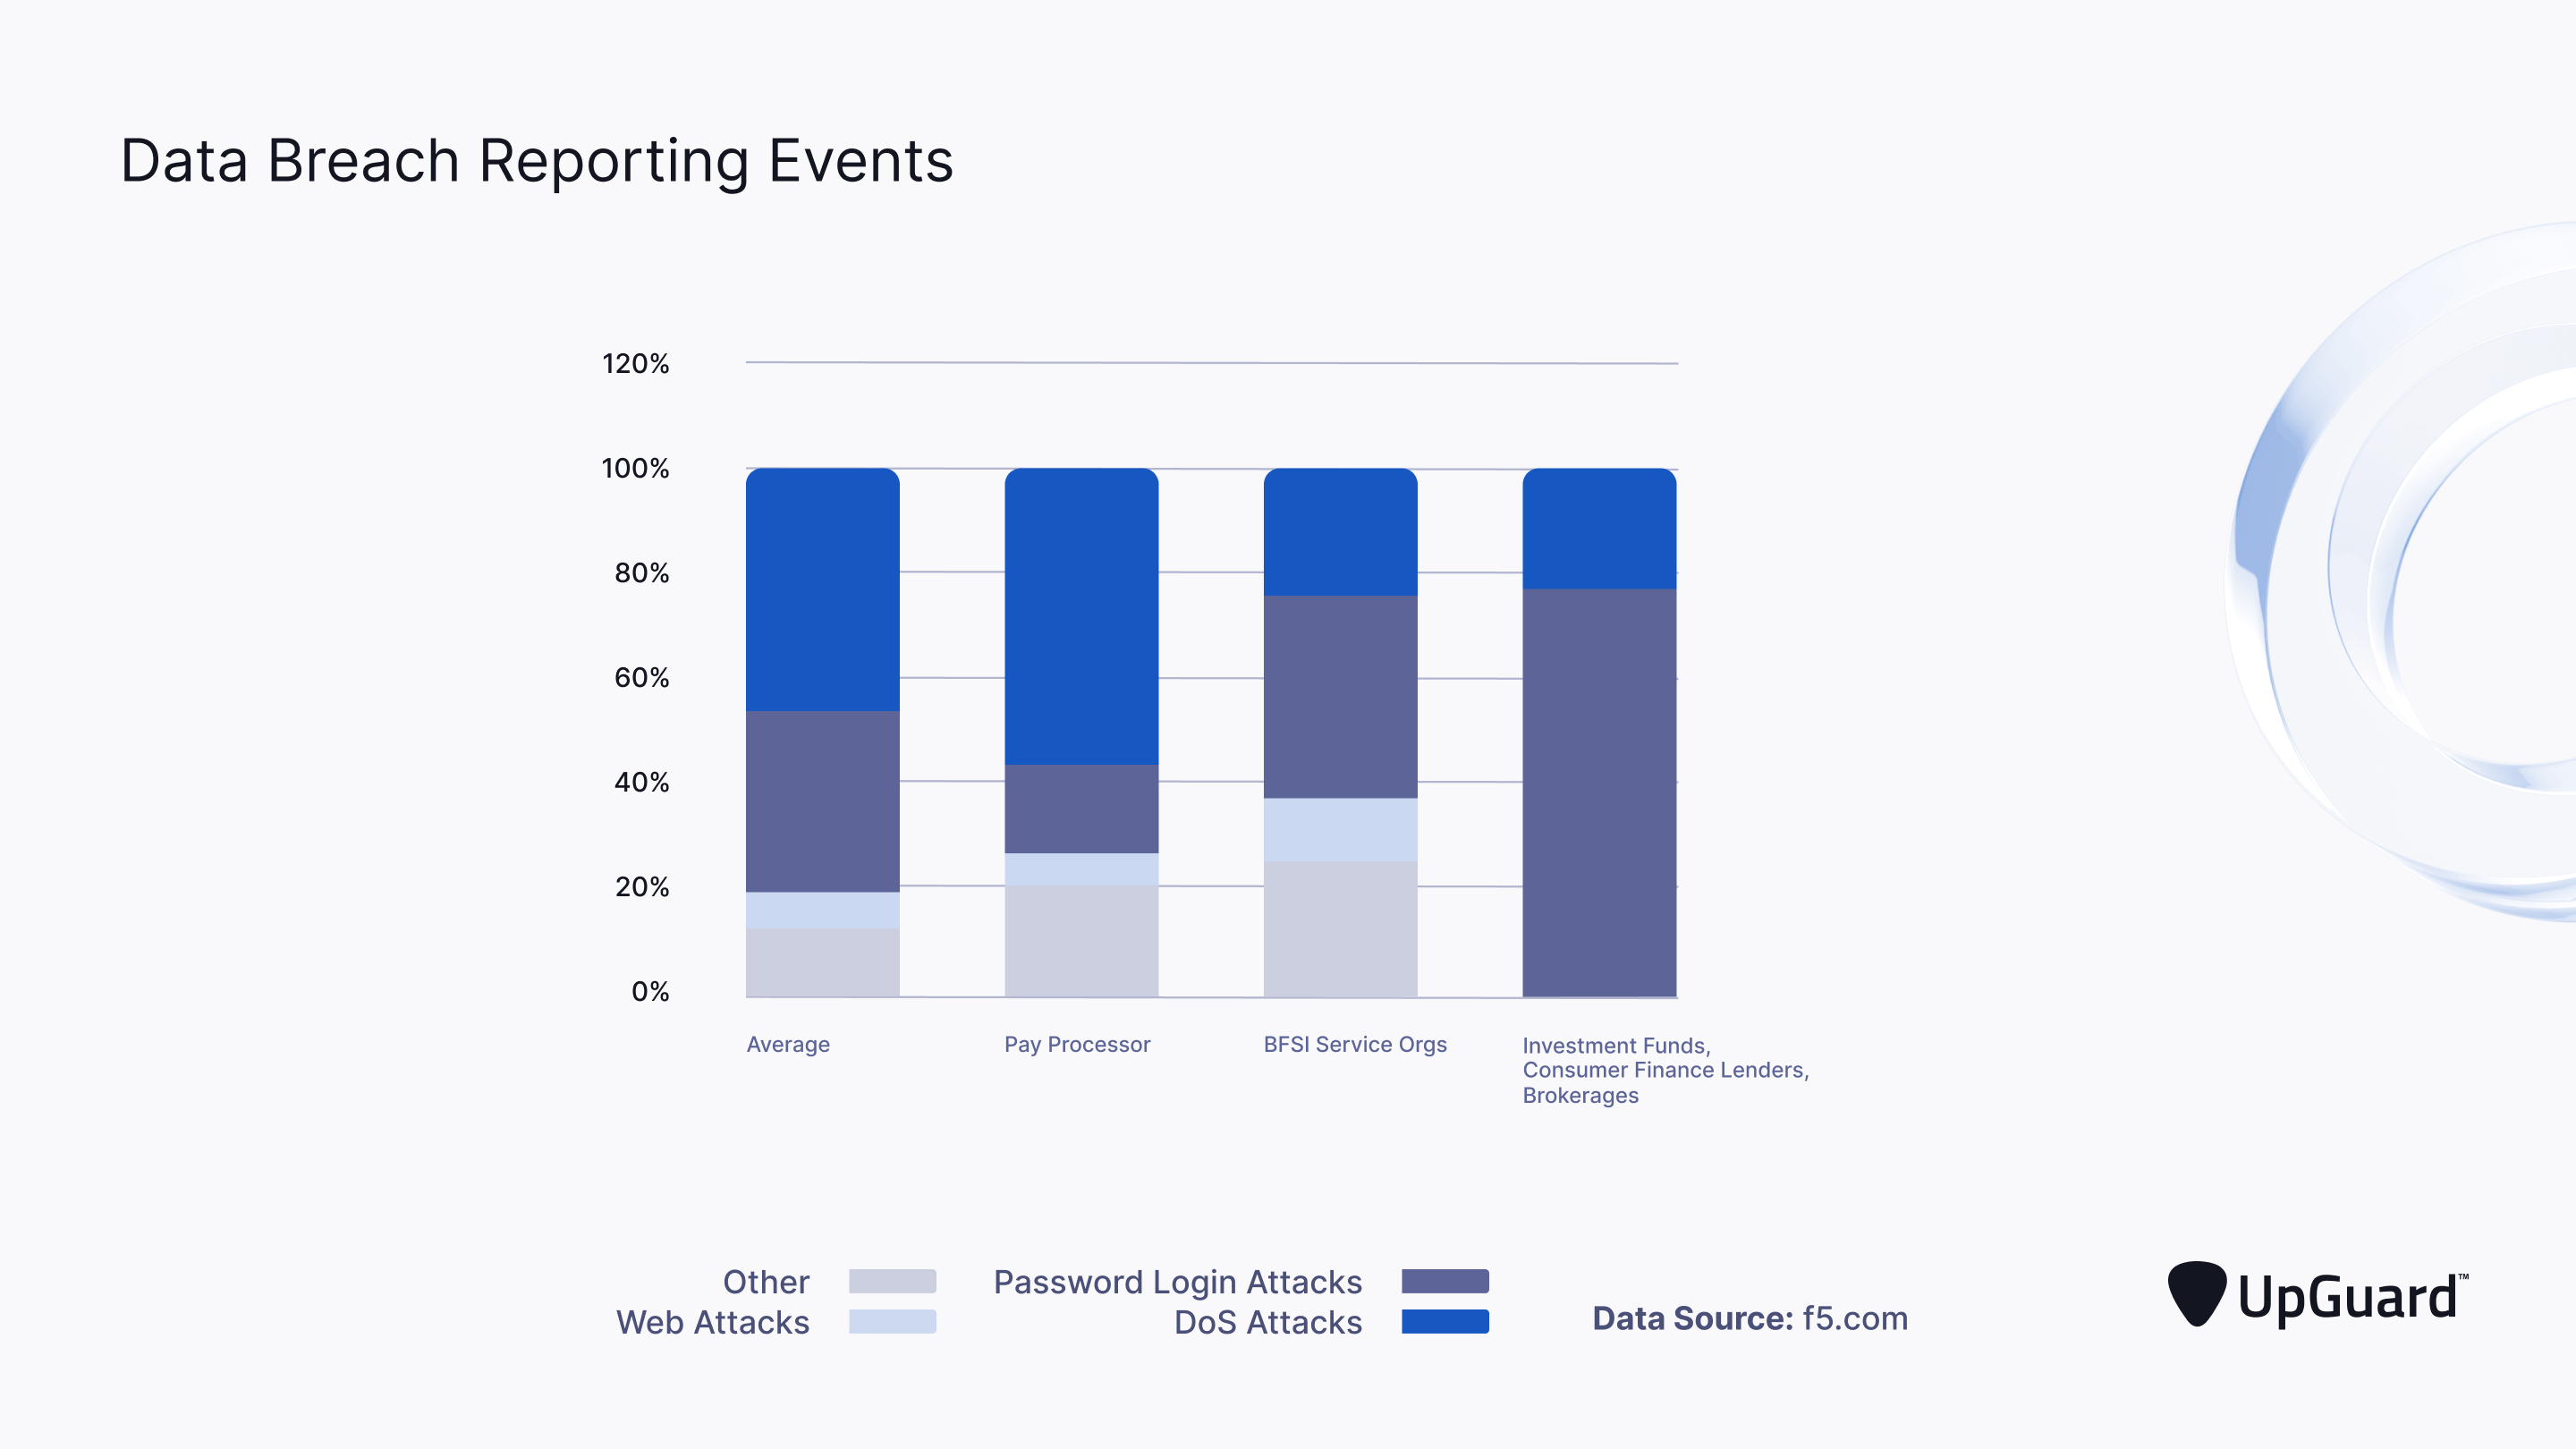 Data Breach Reporting Events
120%
100%
80%
60%
40%
20%
0%
Average
Pay Processor
BFSI Service Orgs
Investment Funds,
Consumer Finance Lenders,
Brokerages
Other
Web Attacks
Password Login Attacks
DoS Attacks
Data Source: f5.com
UpGuard™